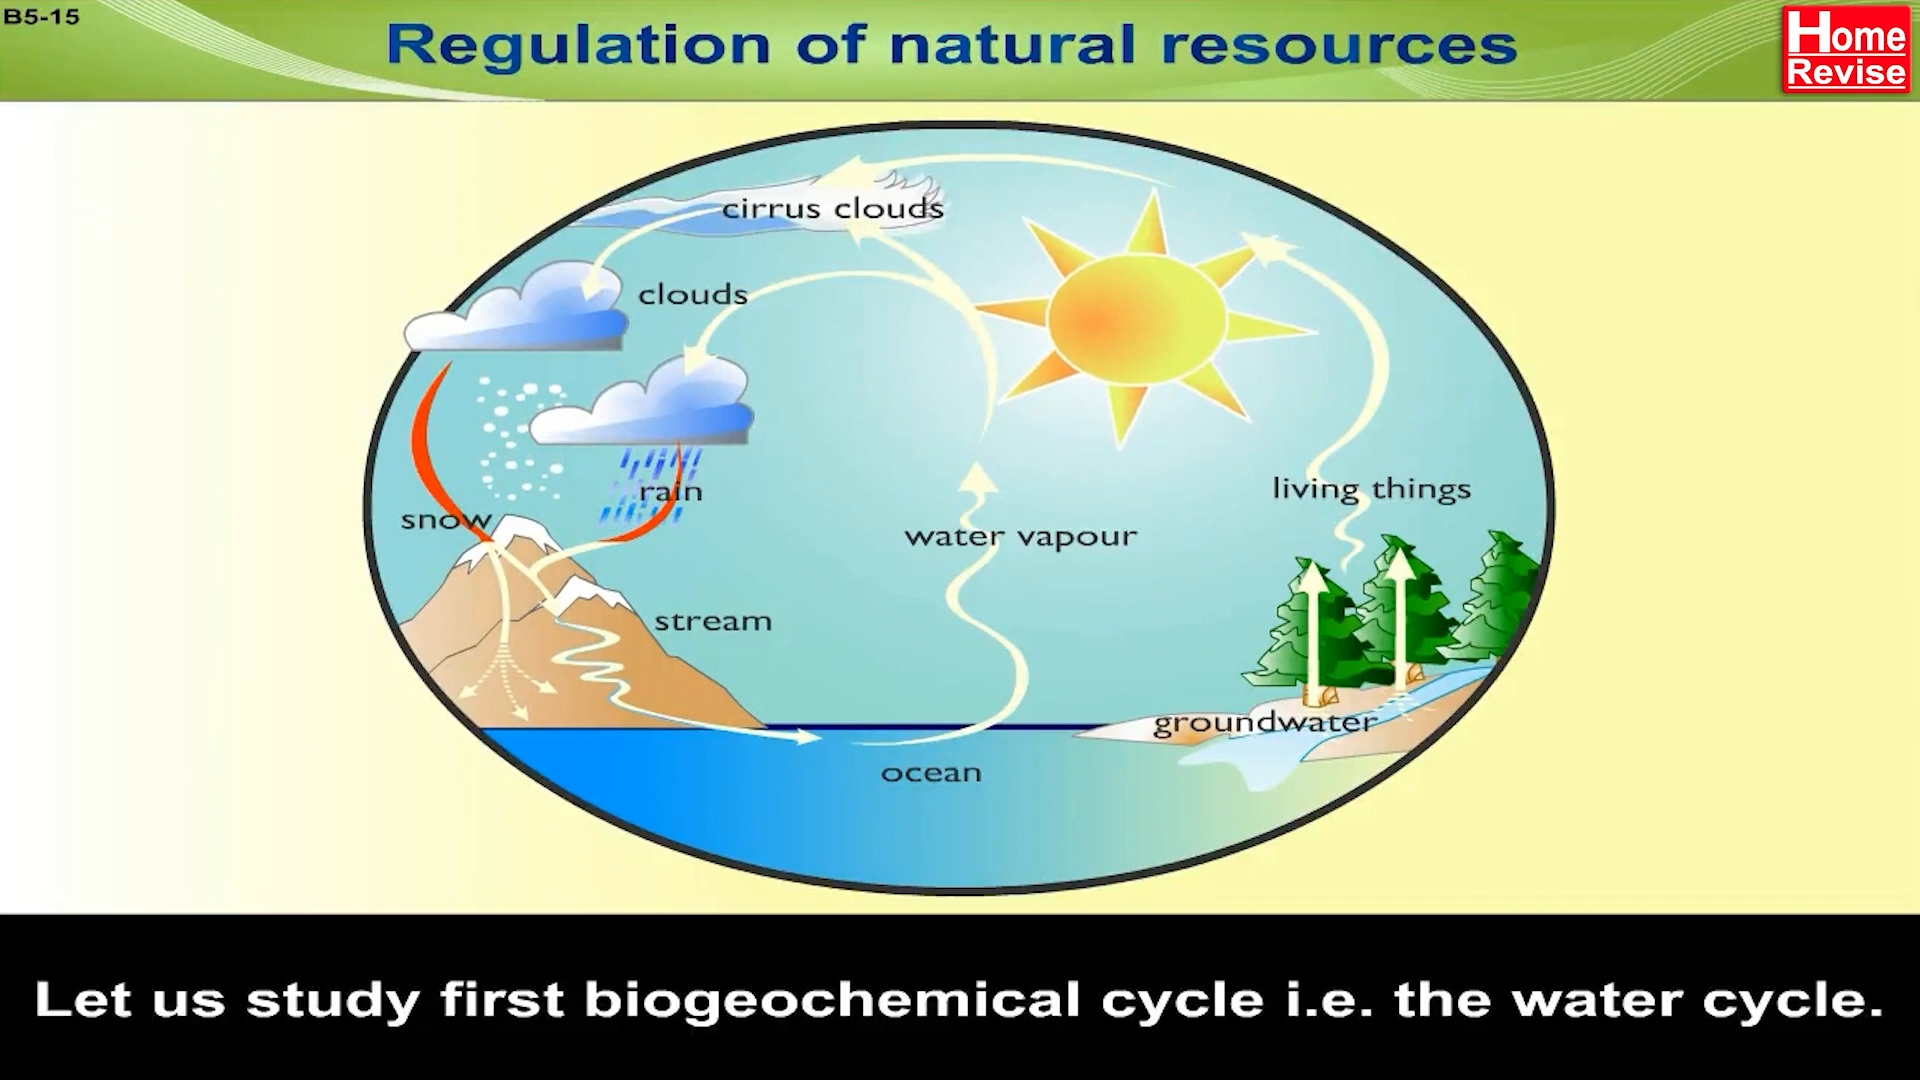 B5-15
Regulation of natural resources
Home
Revise
cirrus clouds
clouds
rain
snow
living things
water vapour
stream
groundwater
ocean
Let us study first biogeochemical cycle i.e. the water cycle.